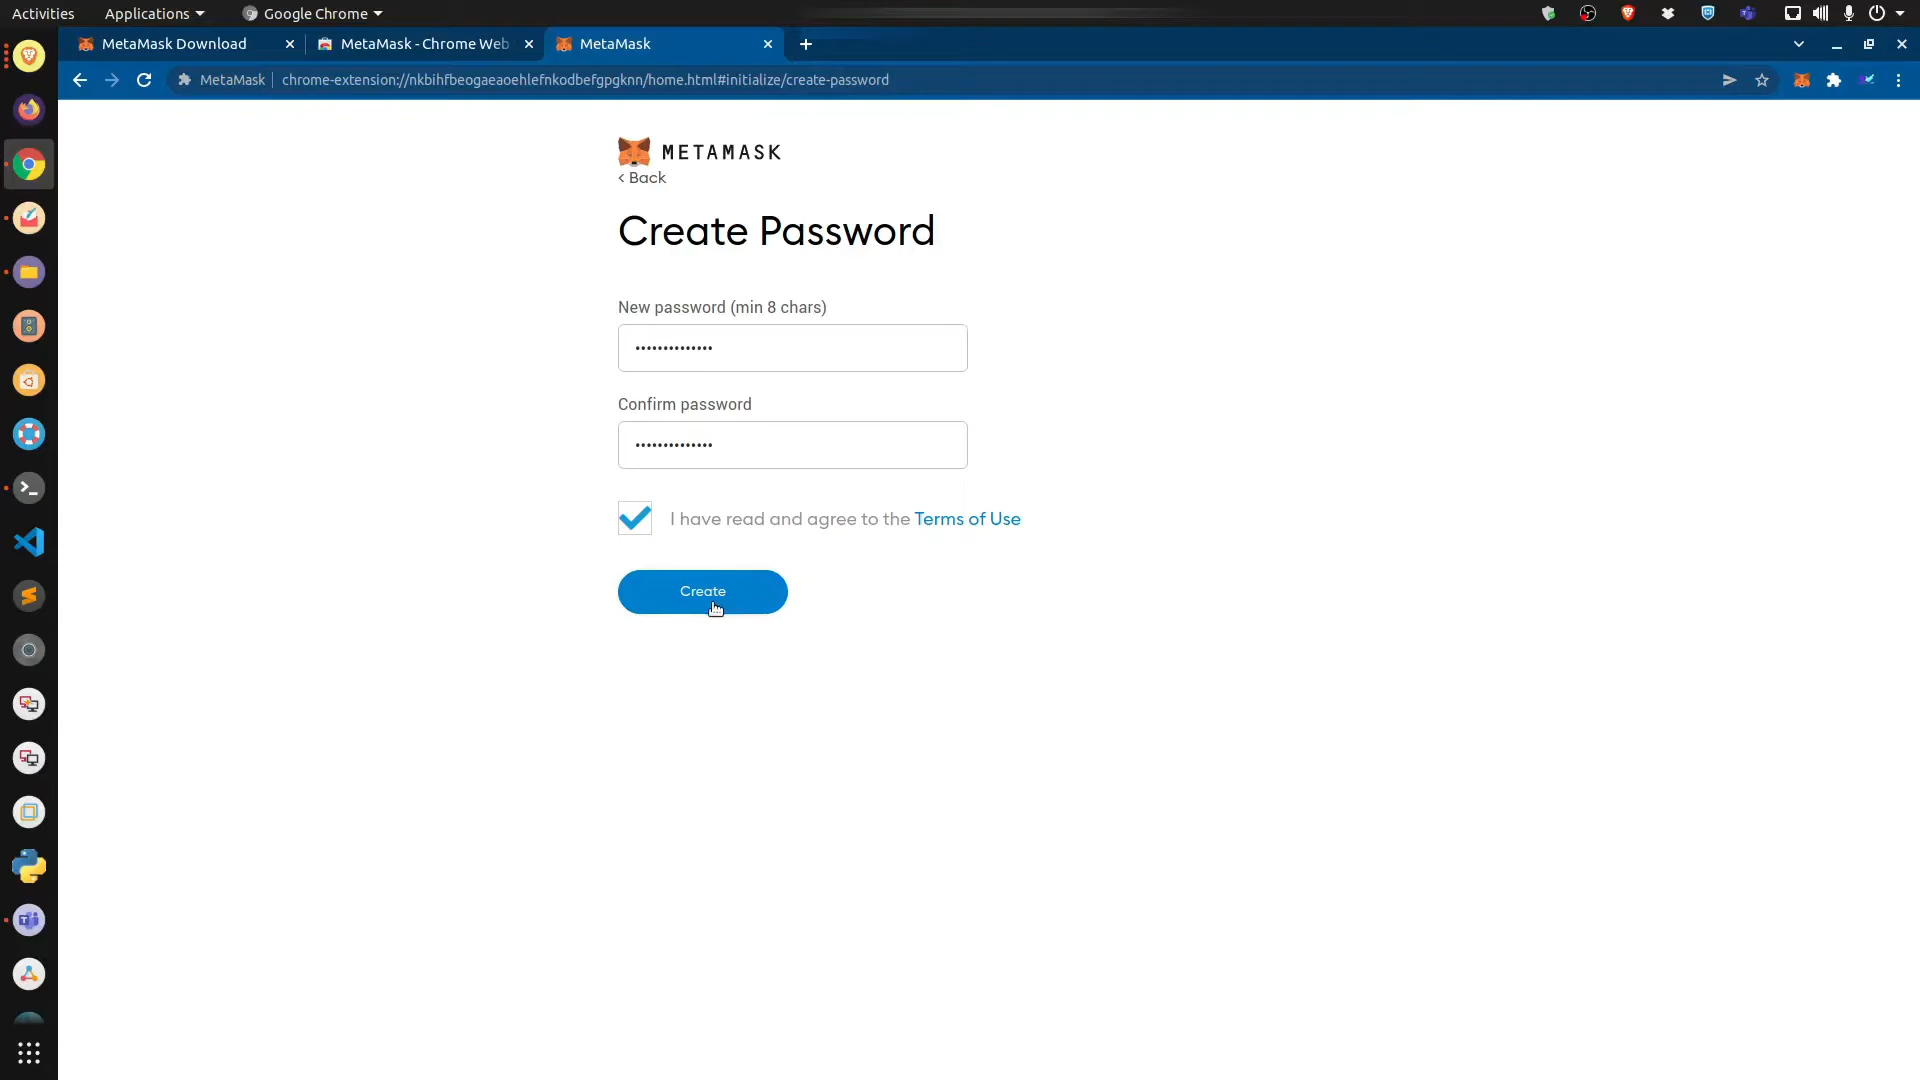 Activities Applications Google Chrome
MetaMask Download MetaMask - Chrome Web MetaMask
MetaMask chrome-extension://nkbihfbeogaeaoehlefnkodbefgpgknn/home.html#initialize/create-password
METAMASK
< Back
Create Password
New password (min 8 chars)
••••••••••••••
Confirm password
••••••••••••••
I have read and agree to the Terms of Use
Create